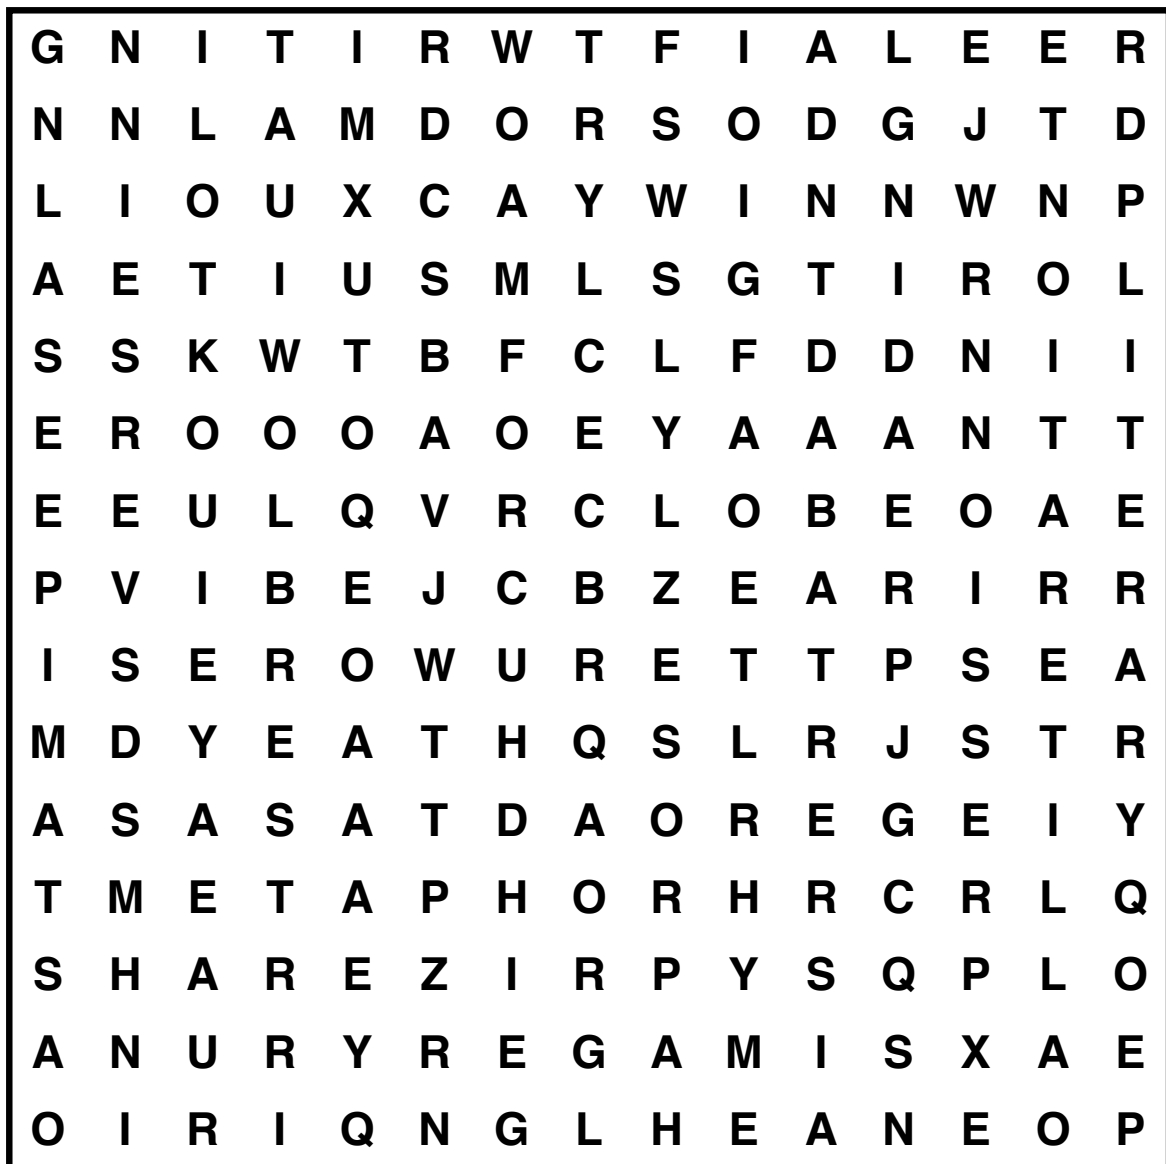 G N I T I R W T F I A L E E R
N N L A M D O R S O D G J T D
L I O U X C A Y W I N N W N P
A E T I U S M L S G T I R O L
S S K W T B F C L F D D N I I
E R O O O A O E Y A A A N T T
E E U L Q V R C L O B E O A E
P V I B E J C B Z E A R I R R
I S E R O W U R E T T P S E A
M D Y E A T H Q S L R J S T R
A S A S A T D A O R E G E I Y
T M E T A P H O R H R C R L Q
S H A R E Z I R P Y S Q P L O
A N U R Y R E G A M I S X A E
O I R I Q N G L H E A N E O P